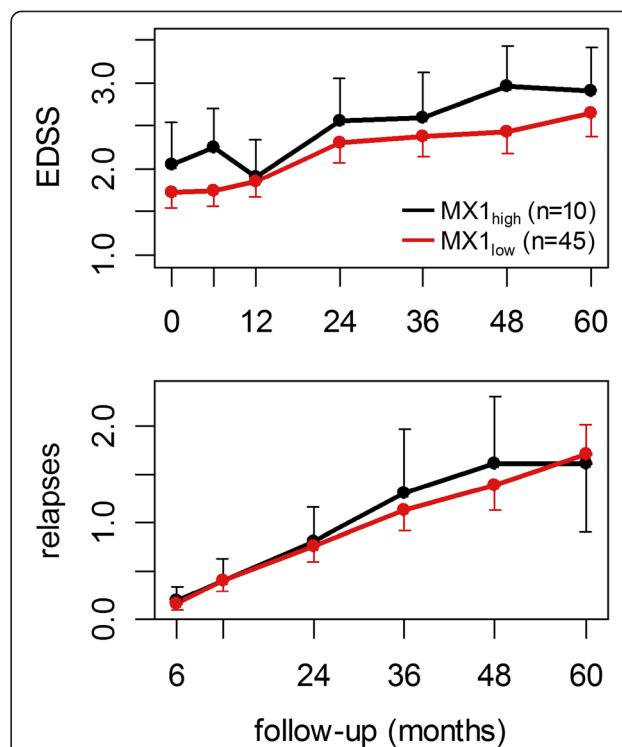 EDSS
3.0
2.0
1.0
MX1high (n=10)
MX1low (n=45)
0 12 24 36 48 60
relapses
2.0
1.0
0.0
6 24 36 48 60
follow-up (months)